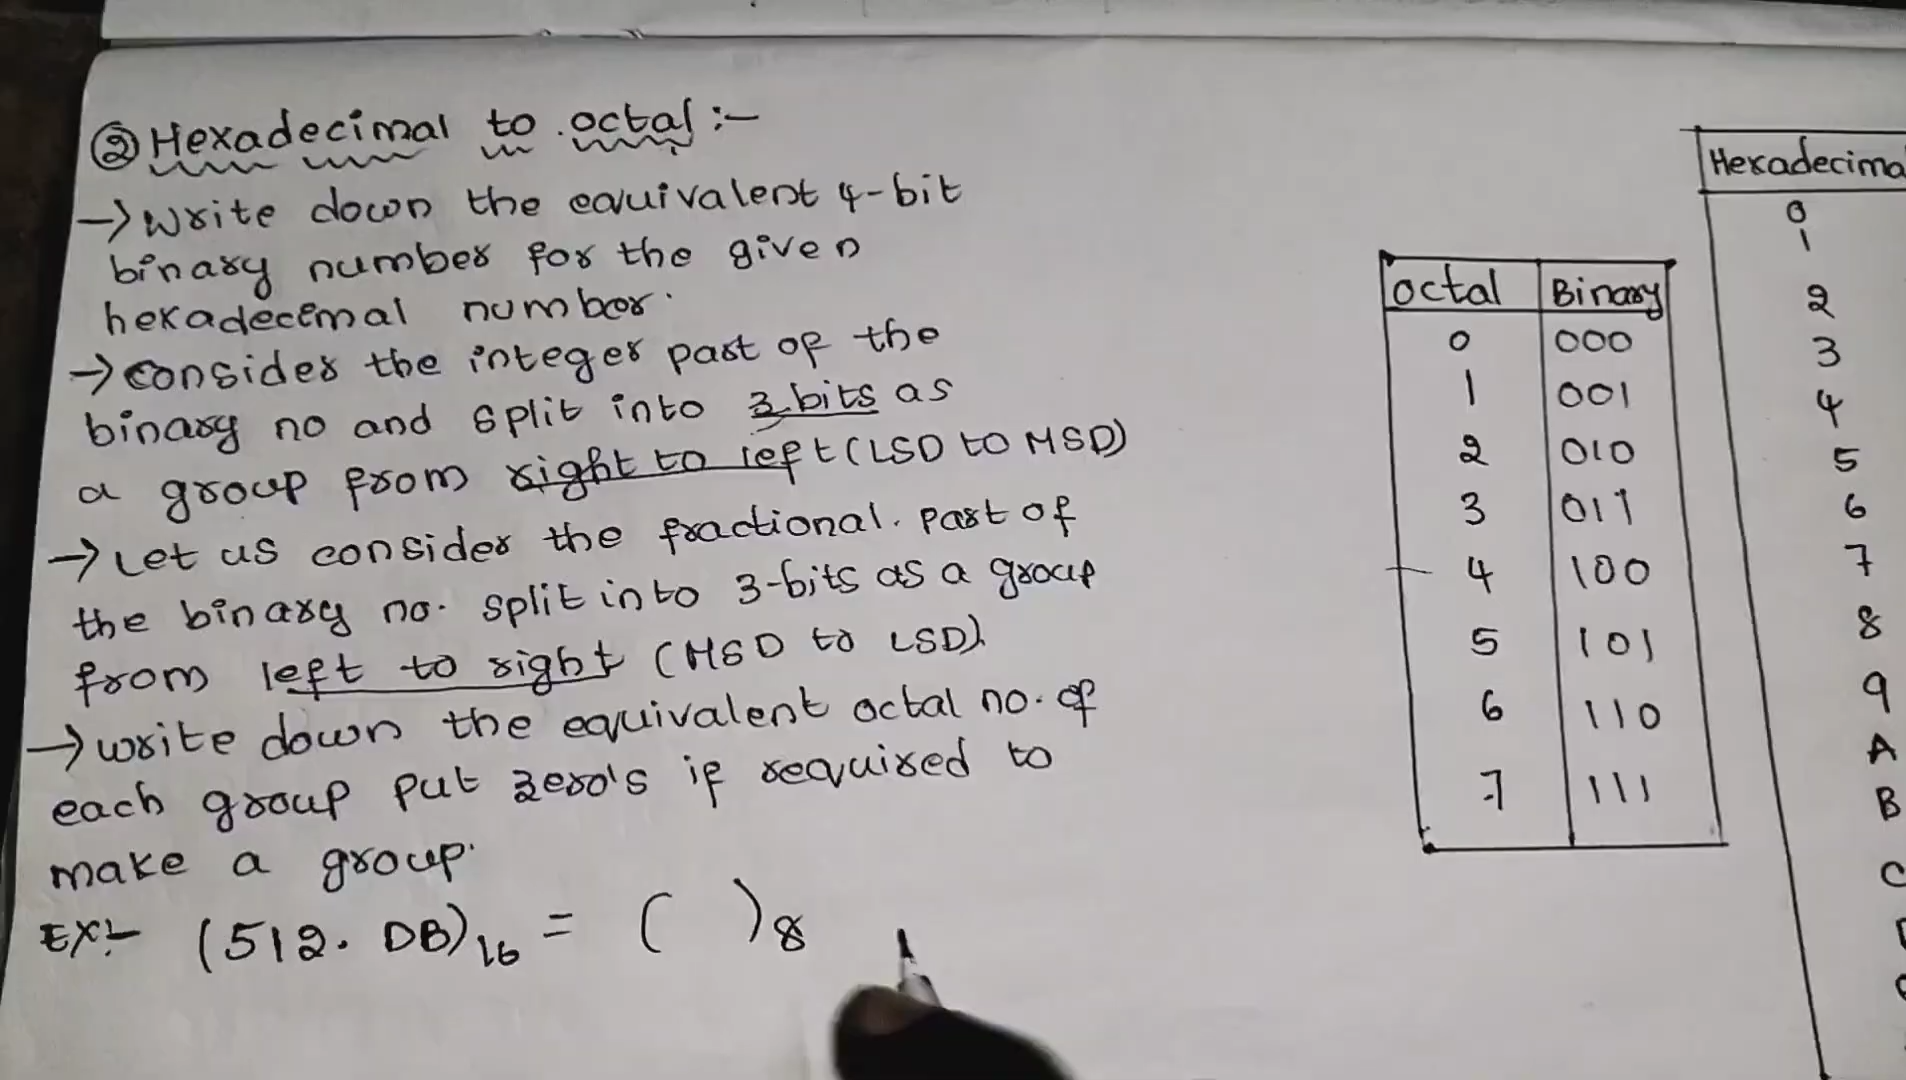 ② Hexadecimal to octal :-
→ write down the equivalent 4-bit
binary number for the given
hexadecimal number.
→ consider the integer part of the
binary no and split into 3 bits as
a group from right to left (LSD to MSD)
→ Let us consider the fractional part of
the binary no. split into 3-bits as a group
from left to right (MSD to LSD).
→ write down the equivalent octal no. of
each group put zero's if required to
make a group.
EX:- (512. DB)16 = ( )8
octal Binary
0 000
1 001
2 010
3 011
4 100
5 101
6 110
7 111
Hexadecima
0
1
2
3
4
5
6
7
8
9
A
B
C